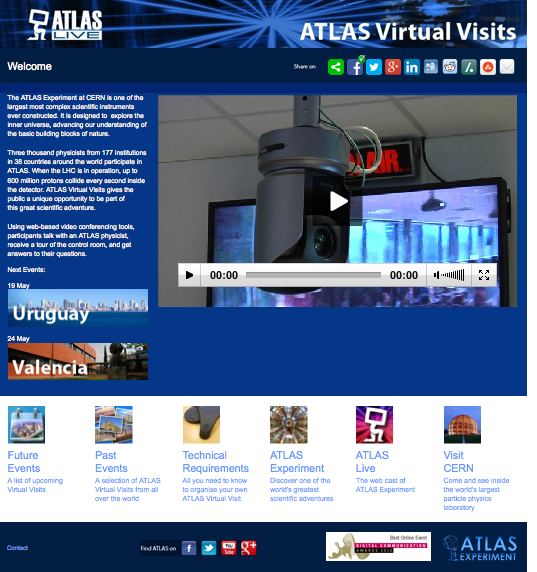 ATLAS
LIVE
ATLAS Virtual Visits
Welcome
Share on
The ATLAS Experiment at CERN is one of the
largest most complex scientific instruments
ever constructed. It is designed to explore the
inner universe, advancing our understanding of
the basic building blocks of nature.
Three thousand physicists from 177 institutions
in 38 countries around the world participate in
ATLAS. When the LHC is in operation, up to
600 million protons collide every second inside
the detector. ATLAS Virtual Visits gives the
public a unique opportunity to be part of
this great scientific adventure.
Using web-based video conferencing tools,
participants talk with an ATLAS physicist,
receive a tour of the control room, and get
answers to their questions.
Next Events:
19 May
Uruguay
24 May
Valencia
AIR
00:00
00:00
Future
Events
A list of upcoming
Virtual Visits
Past
Events
A selection of ATLAS
Virtual Visits from all
over the world
Technical
Requirements
All you need to know
to organise your own
ATLAS Virtual Visit
ATLAS
Experiment
Discover one of the
world's greatest
scientific adventures
ATLAS
Live
The web cast of
ATLAS Experiment
Visit
CERN
Come and see inside
the world's largest
particle physics
laboratory
Contact
Find ATLAS on
You
Tube
Best Online Event
DIGITAL COMMUNICATION
AWARDS 2012
ATLAS
EXPERIMENT